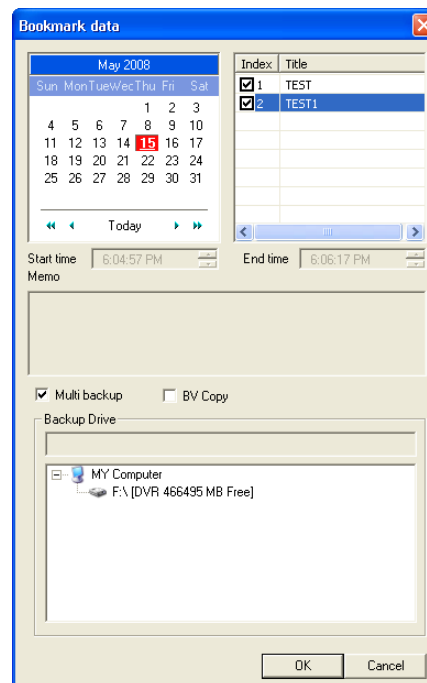 Bookmark data
May 2008
Sun MonTueWecThu Fri Sat
1 2 3
4 5 6 7 8 9 10
11 12 13 14 15 16 17
18 19 20 21 22 23 24
25 26 27 28 29 30 31
Today
Index Title
1 TEST
2 TEST1
Start time 6:04:57 PM End time 6:06:17 PM
Memo
Multi backup BV Copy
Backup Drive
MY Computer
F:\ [DVR 466495 MB Free]
OK Cancel